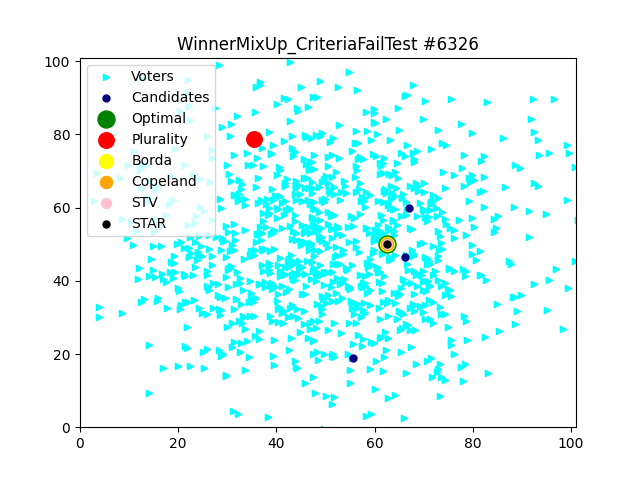 WinnerMixUp_CriteriaFailTest #6326
100
80
60
40
20
0
Voters
Candidates
Optimal
Plurality
Borda
Copeland
STV
STAR
0 20 40 60 80 100